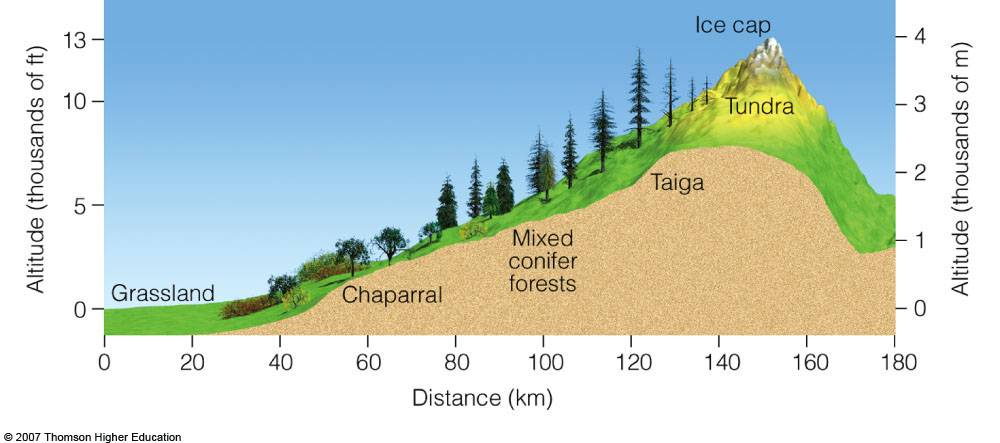 Ice cap
Tundra
Taiga
Mixed
conifer
forests
Chaparral
Grassland
Altitude (thousands of ft)
13
10
5
0
Altitude (thousands of m)
4
3
2
1
0
0 20 40 60 80 100 120 140 160 180
Distance (km)
© 2007 Thomson Higher Education